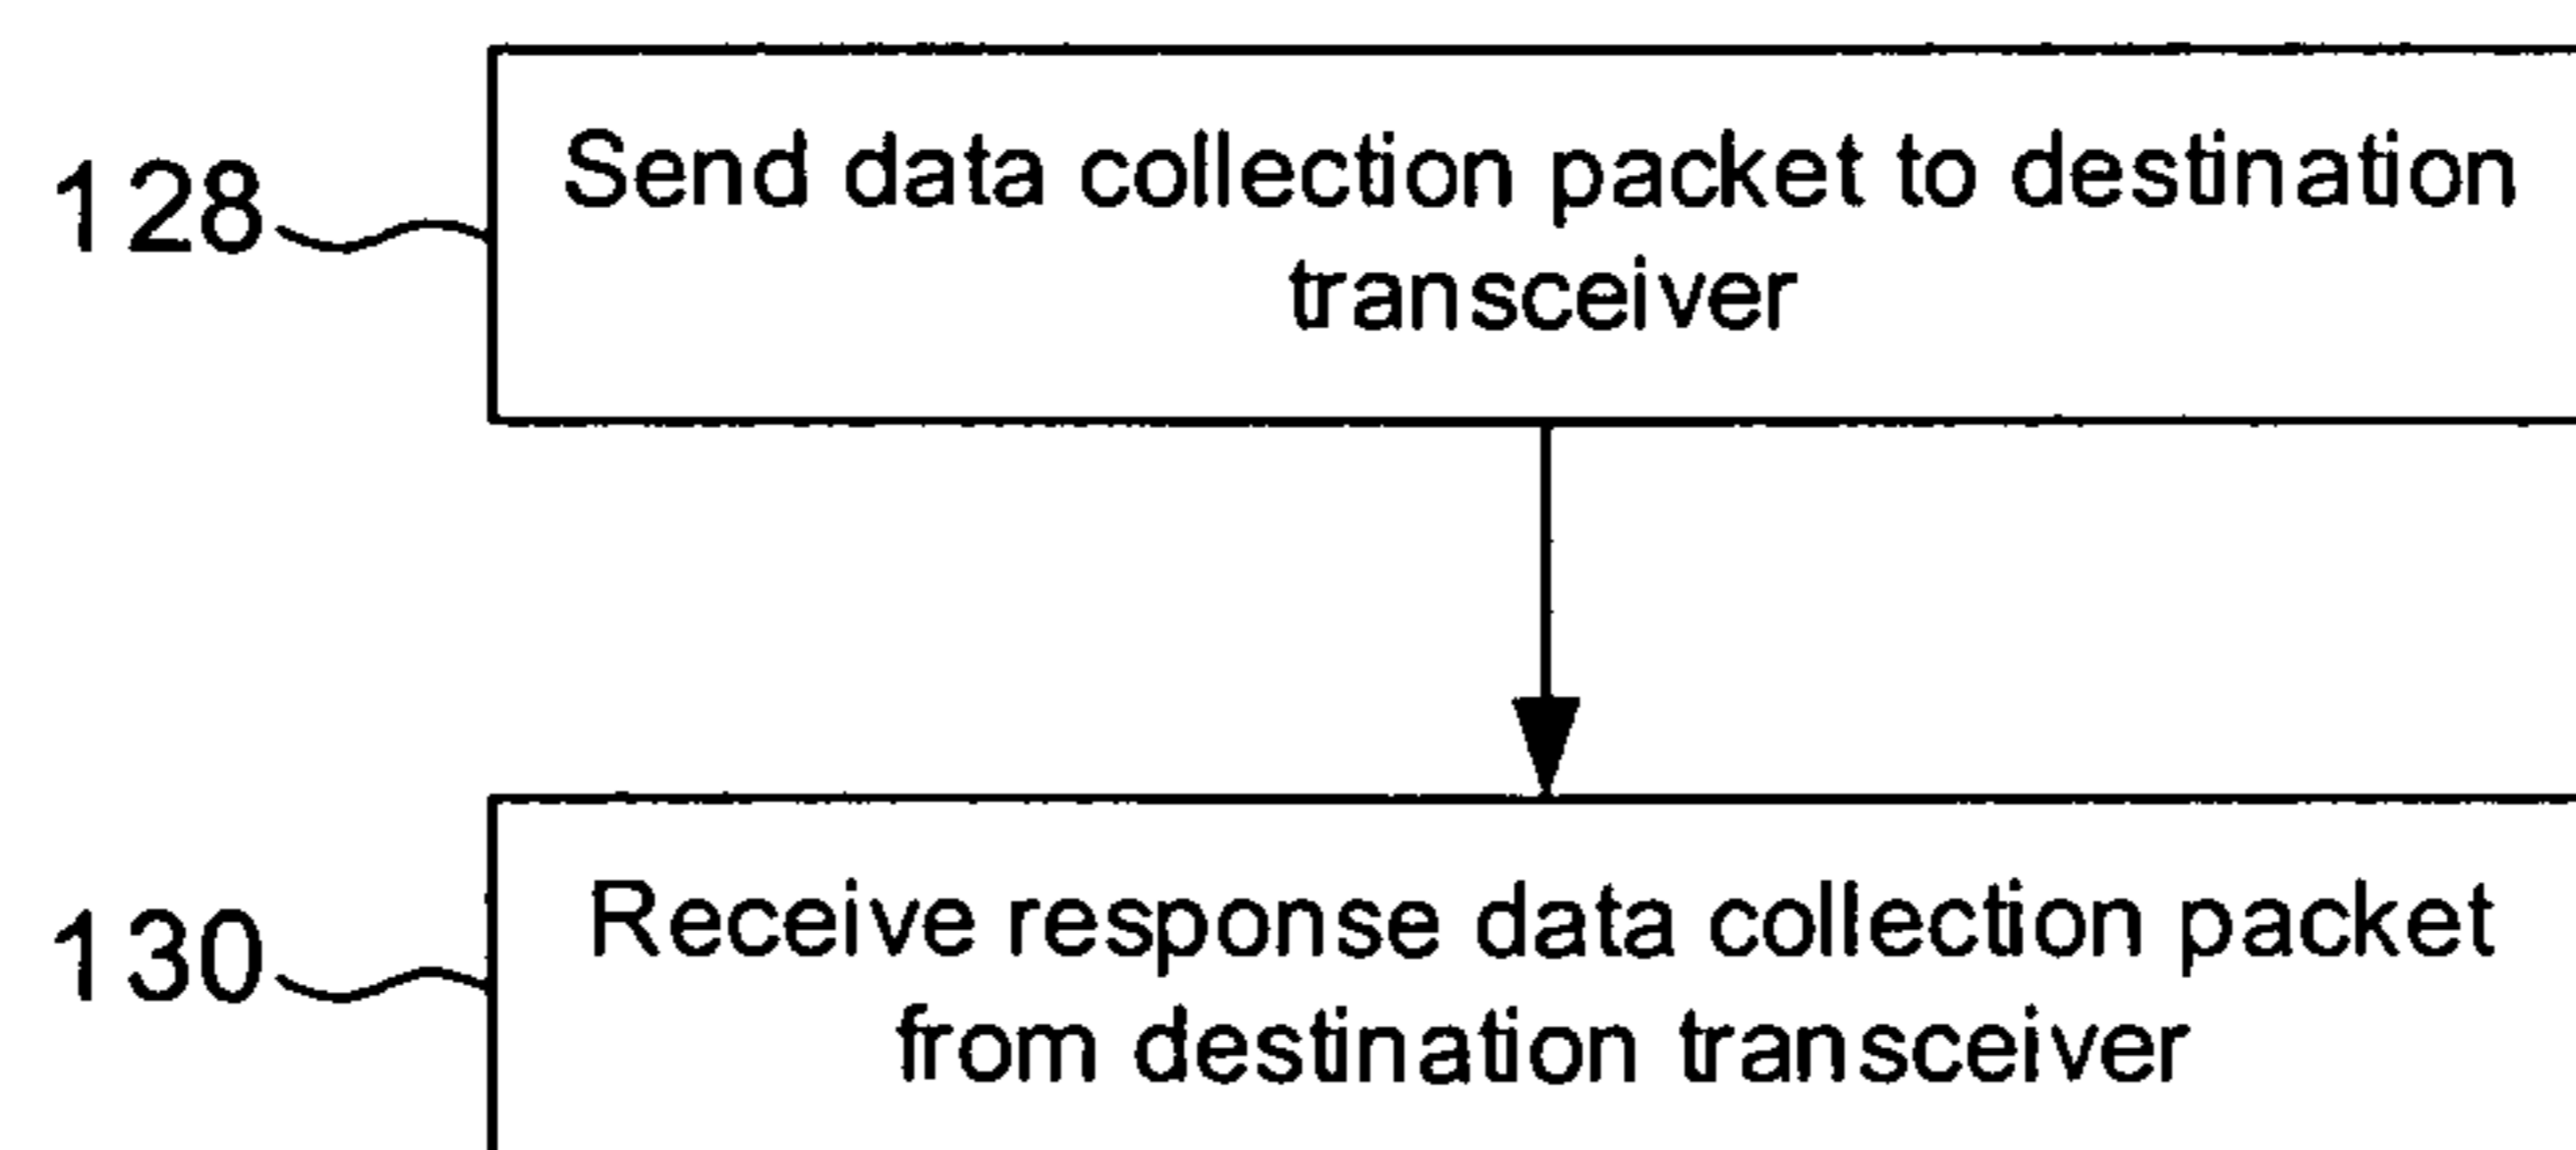 128
Send data collection packet to destination
transceiver
130
Receive response data collection packet
from destination transceiver